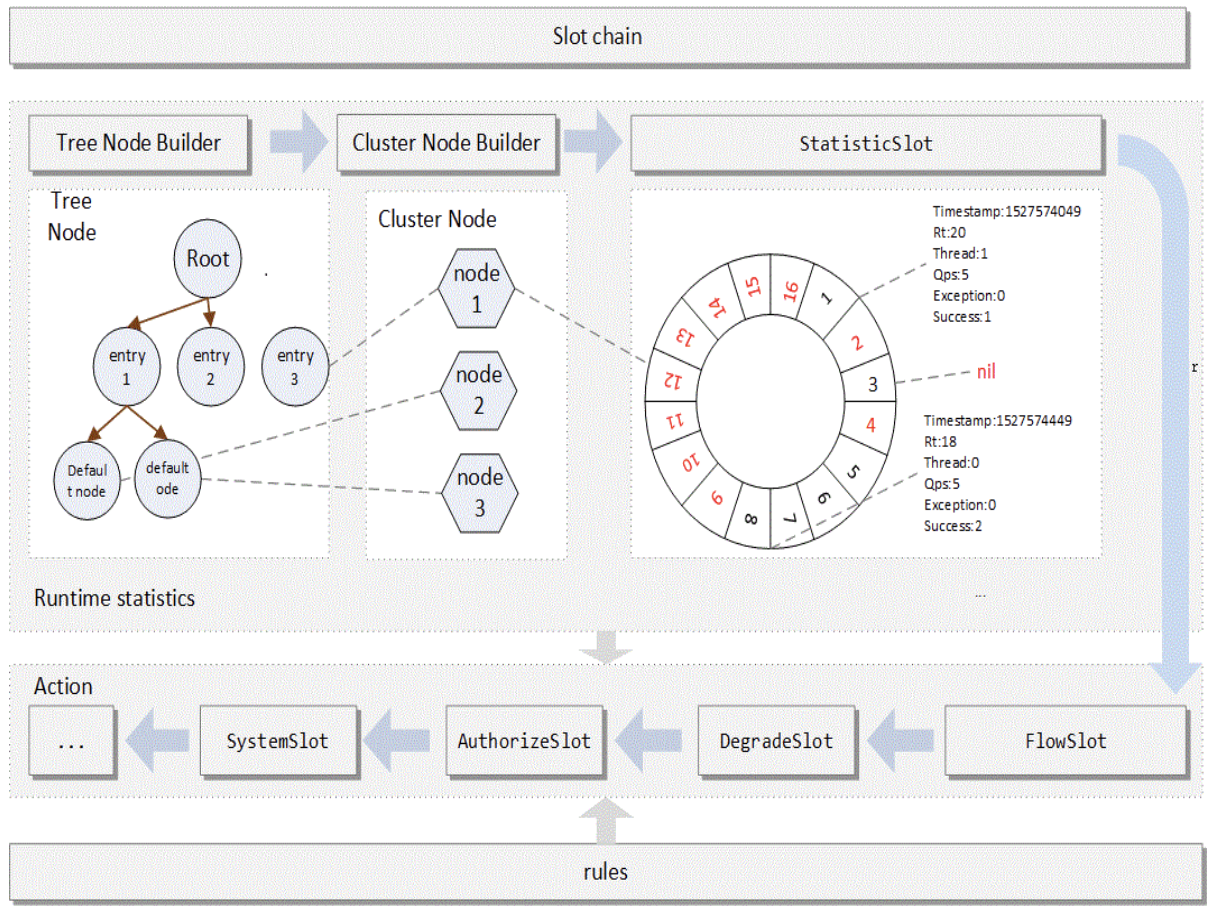 Slot chain
Tree Node Builder
Cluster Node Builder
StatisticSlot
Tree
Node
Root
.
entry
1
entry
2
entry
3
Defaul
t node
default
ode
Cluster Node
node
1
node
2
node
3
1
2
3
4
5
6
7
8
9
10
11
12
13
14
15
16
Timestamp:1527574049
Rt:20
Thread:1
Qps:5
Exception:0
Success:1
nil
Timestamp:1527574449
Rt:18
Thread:0
Qps:5
Exception:0
Success:2
r
Runtime statistics
...
Action
...
SystemSlot
AuthorizeSlot
DegradeSlot
FlowSlot
rules